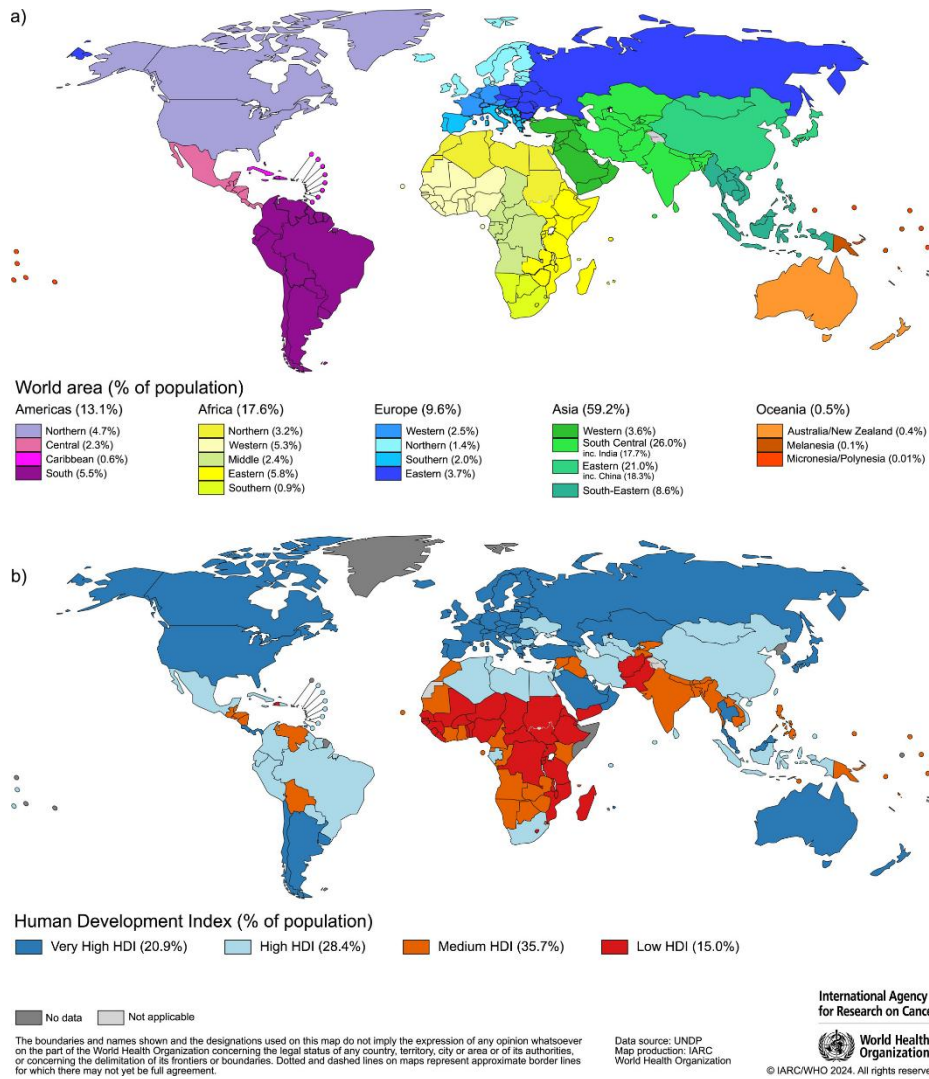 a)
World area (% of population)
Americas (13.1%)
Northern (4.7%)
Central (2.3%)
Caribbean (0.6%)
South (5.5%)
Africa (17.6%)
Northern (3.2%)
Western (5.3%)
Middle (2.4%)
Eastern (5.8%)
Southern (0.9%)
Europe (9.6%)
Western (2.5%)
Northern (1.4%)
Southern (2.0%)
Eastern (3.7%)
Asia (59.2%)
Western (3.6%)
South Central (26.0%)
inc. India (17.7%)
Eastern (21.0%)
inc. China (18.3%)
South-Eastern (8.6%)
Oceania (0.5%)
Australia/New Zealand (0.4%)
Melanesia (0.1%)
Micronesia/Polynesia (0.01%)
b)
Human Development Index (% of population)
Very High HDI (20.9%)
High HDI (28.4%)
Medium HDI (35.7%)
Low HDI (15.0%)
No data
Not applicable
The boundaries and names shown and the designations used on this map do not imply the expression of any opinion whatsoever
on the part of the World Health Organization concerning the legal status of any country, territory, city or area or of its authorities,
or concerning the delimitation of its frontiers or boundaries. Dotted and dashed lines on maps represent approximate border lines
for which there may not yet be full agreement.
Data source: UNDP
Map production: IARC
World Health Organization
International Agency
for Research on Cance
World Health
Organization
© IARC/WHO 2024. All rights reserve